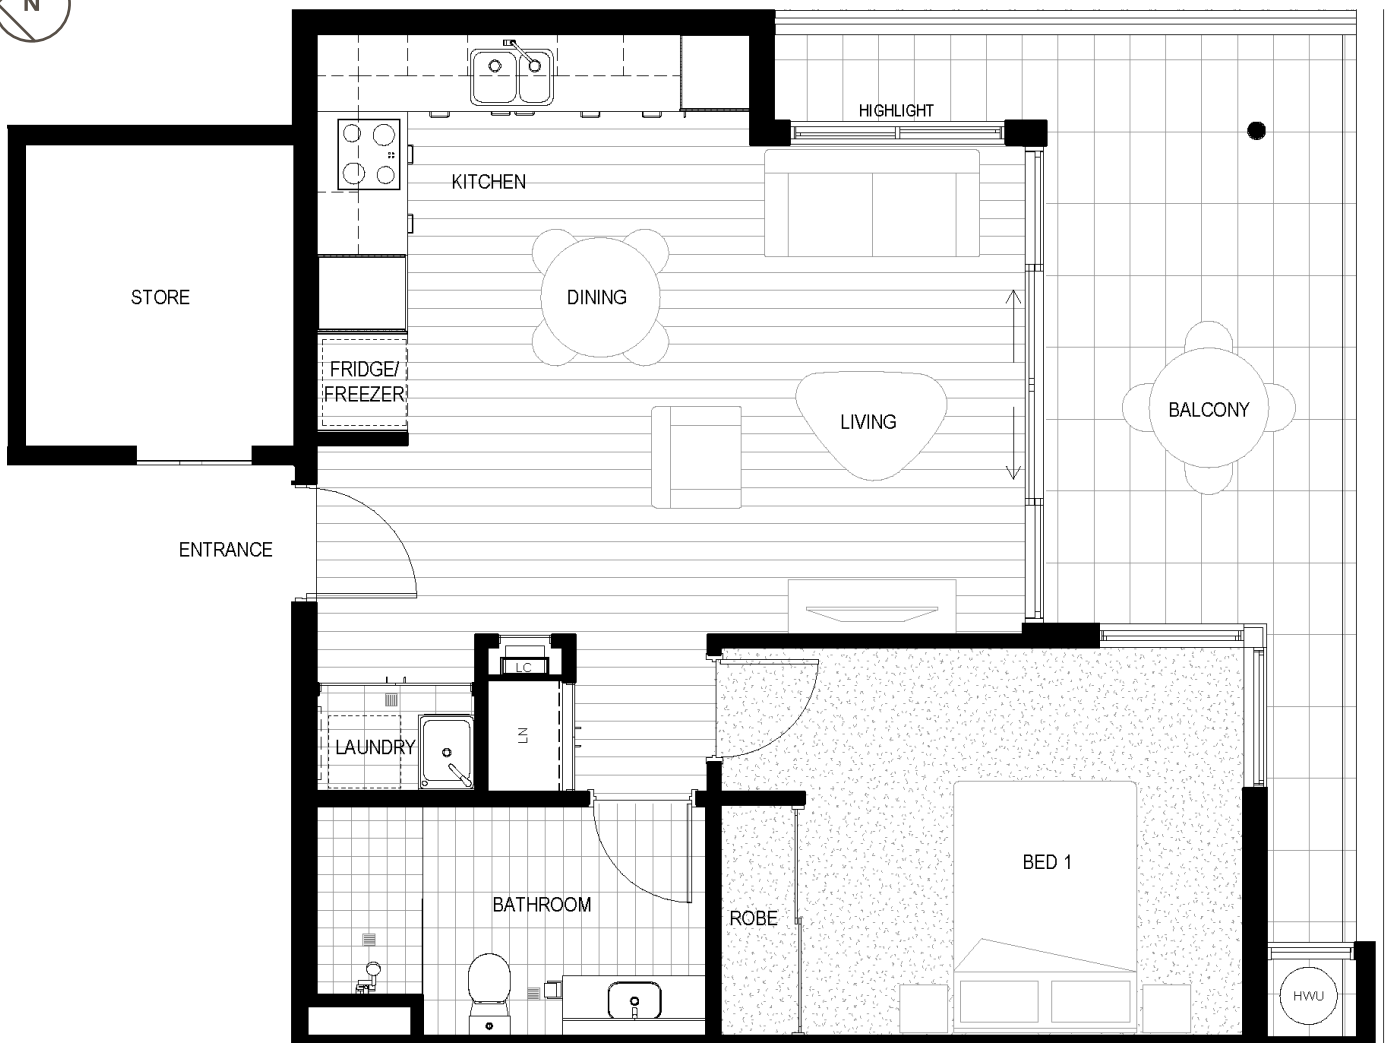 N
HIGHLIGHT
KITCHEN
STORE
DINING
FRIDGE/
FREEZER
LIVING
BALCONY
ENTRANCE
LC
LN
LAUNDRY
BED 1
BATHROOM
ROBE
HWU